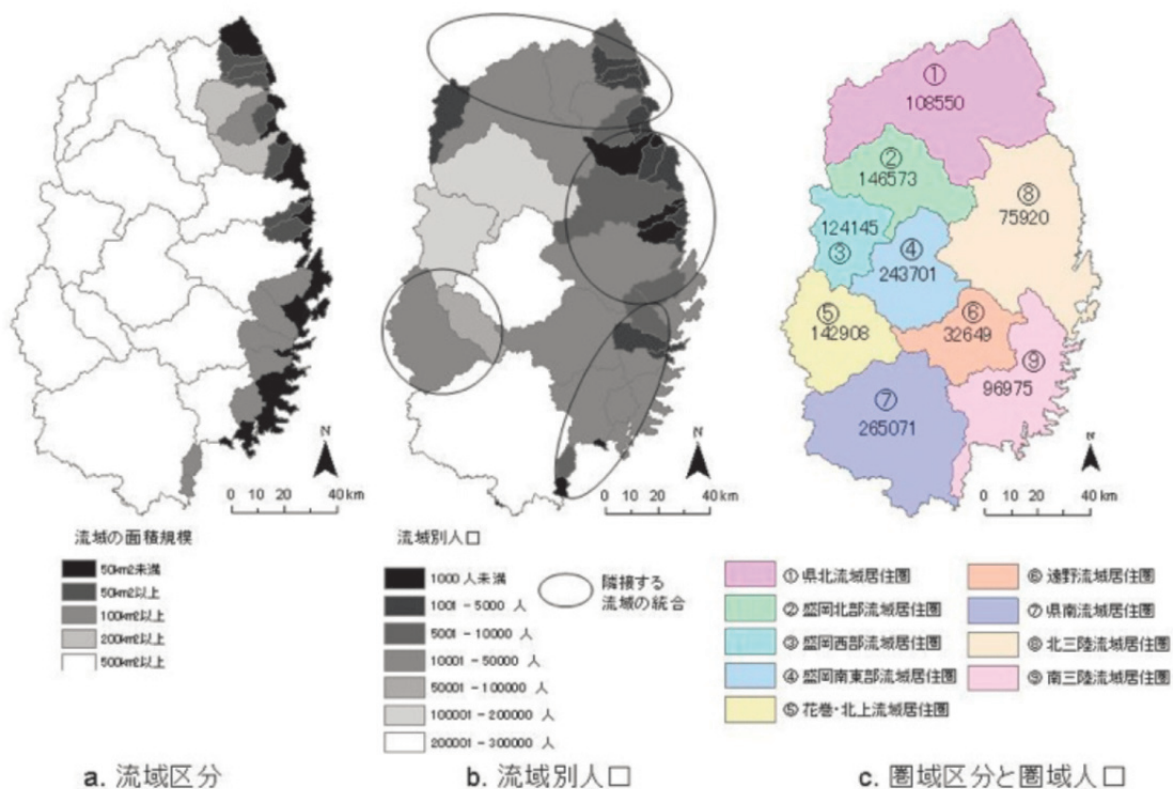 ①
108550
②
146573
⑧
75920
124145
③
④
243701
⑤
142908
⑥
32649
⑨
96975
⑦
265071
N
0 10 20 40 km
N
0 10 20 40 km
N
0 10 20 40 km
流域の面積規模
50km2未満
50km2以上
100km2以上
200km2以上
500km2以上
a. 流域区分
流域別人口
1000 人未満
1001 - 5000 人
5001 - 10000 人
10001 - 50000 人
50001 - 100000 人
100001 - 200000 人
200001 - 300000 人
隣接する
流域の統合
b. 流域別人口
①県北流域居住圏
②盛岡北部流域居住圏
③盛岡西部流域居住圏
④盛岡南東部流域居住圏
⑤花巻・北上流域居住圏
⑥遠野流域居住圏
⑦県南流域居住圏
⑧北三陸流域居住圏
⑨南三陸流域居住圏
c. 圏域区分と圏域人口